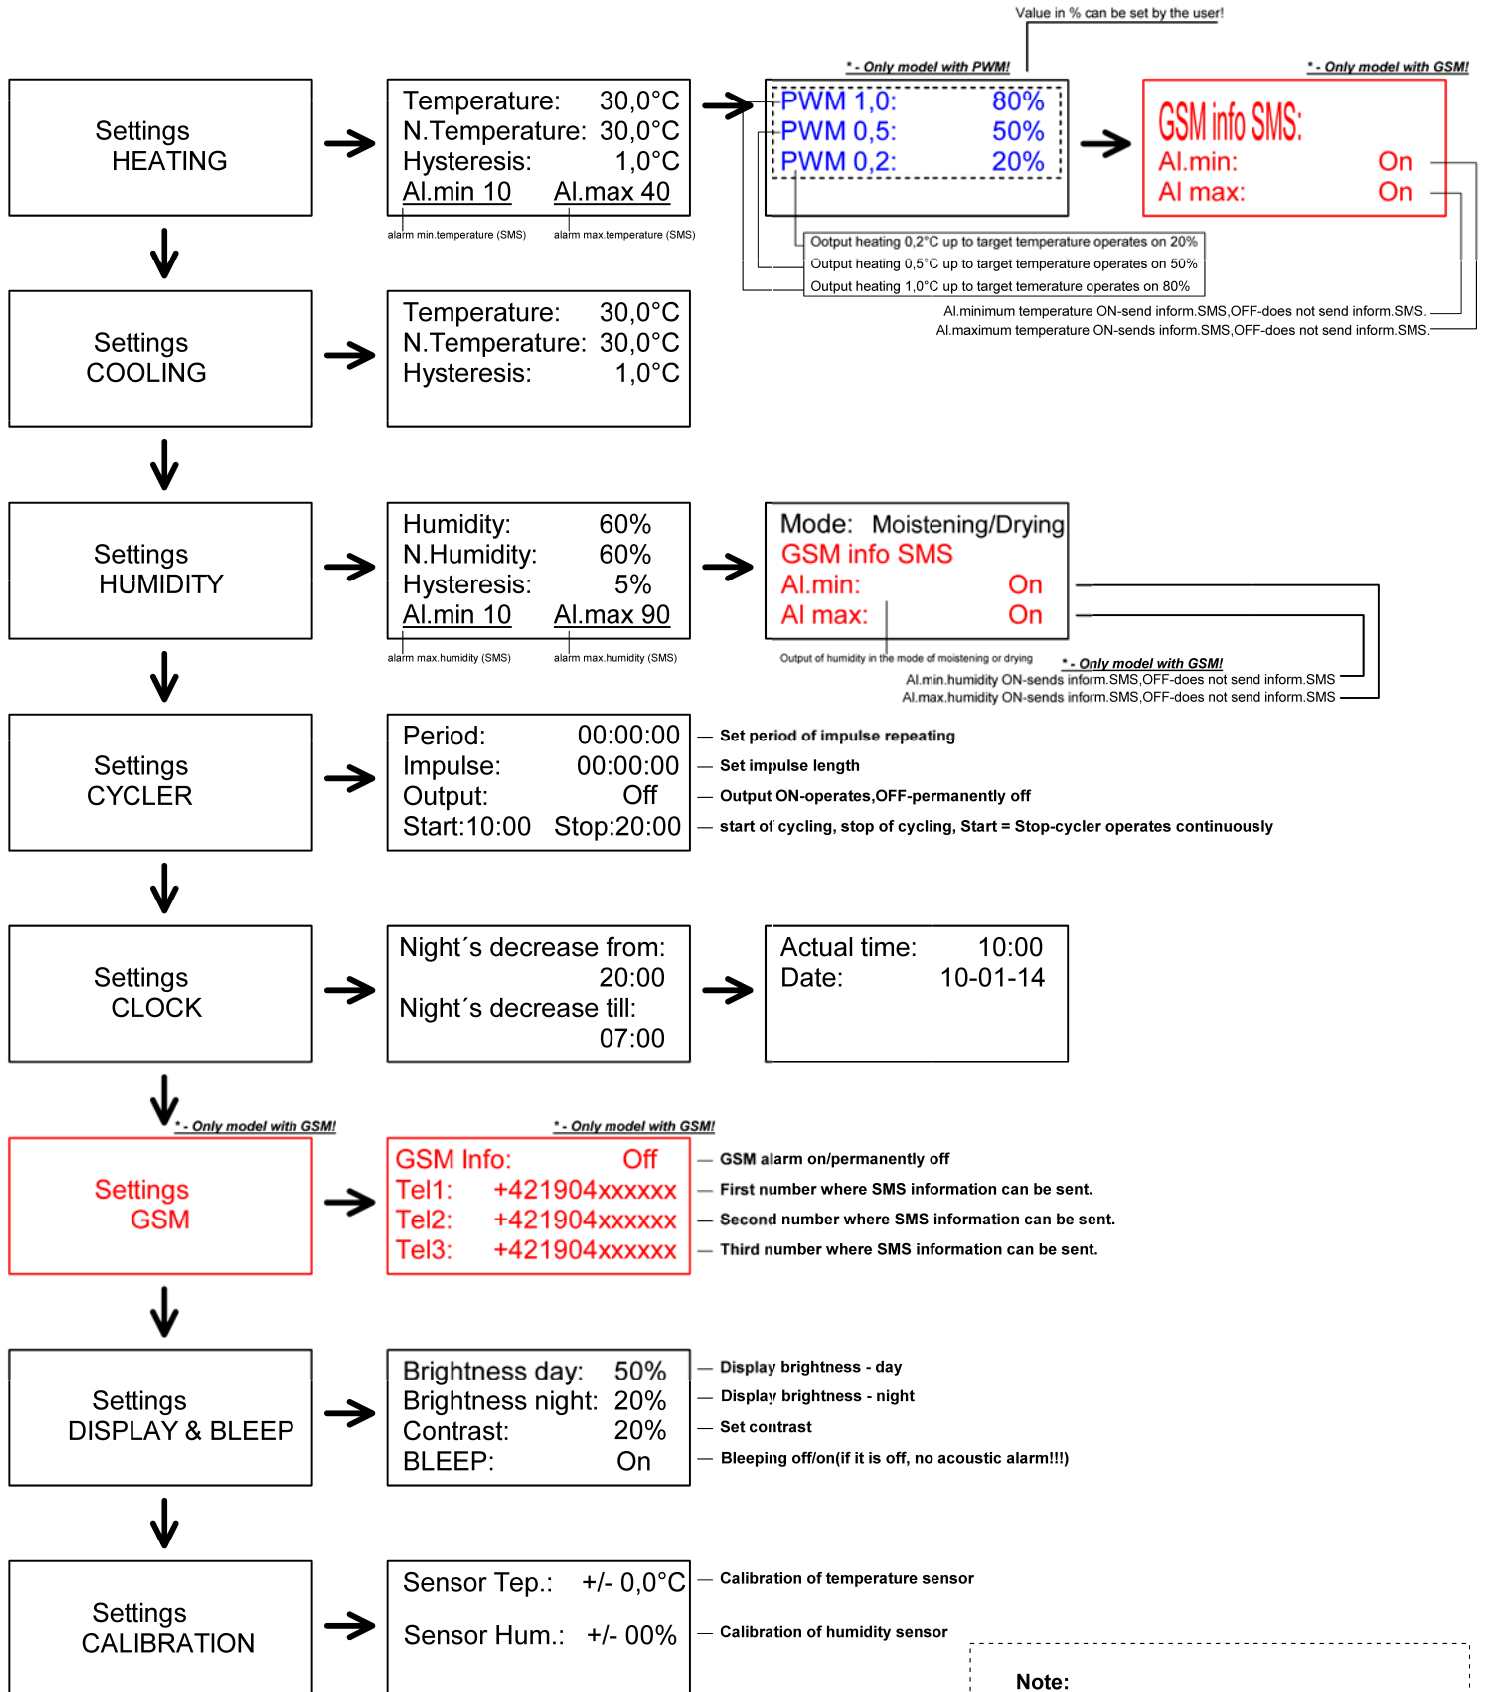 Value in % can be set by the user!
* - Only model with PWM!
* - Only model with GSM!
Settings
HEATING
Temperature: 30,0°C
N.Temperature: 30,0°C
Hysteresis: 1,0°C
Al.min 10 Al.max 40
alarm min.temperature (SMS) alarm max.temperature (SMS)
PWM 1,0: 80%
PWM 0,5: 50%
PWM 0,2: 20%
GSM info SMS:
Al.min: On
Al max: On
Ootput heating 0,2°C up to target temperature operates on 20%
Output heating 0,5°C up to target temperature operates on 50%
Output heating 1,0°C up to target temerature operates on 80%
Al.minimum temperature ON-send inform.SMS,OFF-does not send inform.SMS.
Al.maximum temperature ON-sends inform.SMS,OFF-does not send inform.SMS.
Settings
COOLING
Temperature: 30,0°C
N.Temperature: 30,0°C
Hysteresis: 1,0°C
Settings
HUMIDITY
Humidity: 60%
N.Humidity: 60%
Hysteresis: 5%
Al.min 10 Al.max 90
alarm max.humidity (SMS) alarm max.humidity (SMS)
Mode: Moistening/Drying
GSM info SMS
Al.min: On
Al max: On
Output of humidity in the mode of moistening or drying
* - Only model with GSM!
Al.min.humidity ON-sends inform.SMS,OFF-does not send inform.SMS
Al.max.humidity ON-sends inform.SMS,OFF-does not send inform.SMS
Settings
CYCLER
Period: 00:00:00
Impulse: 00:00:00
Output: Off
Start:10:00 Stop:20:00
Set period of impulse repeating
Set impulse length
Output ON-operates,OFF-permanently off
start of cycling, stop of cycling, Start = Stop-cycler operates continuously
Settings
CLOCK
Night´s decrease from:
20:00
Night´s decrease till:
07:00
Actual time: 10:00
Date: 10-01-14
* - Only model with GSM!
* - Only model with GSM!
Settings
GSM
GSM Info: Off
Tel1: +421904xxxxxx
Tel2: +421904xxxxxx
Tel3: +421904xxxxxx
GSM alarm on/permanently off
First number where SMS information can be sent.
Second number where SMS information can be sent.
Third number where SMS information can be sent.
Settings
DISPLAY & BLEEP
Brightness day: 50%
Brightness night: 20%
Contrast: 20%
BLEEP: On
Display brightness - day
Display brightness - night
Set contrast
Bleeping off/on(if it is off, no acoustic alarm!!!)
Settings
CALIBRATION
Sensor Tep.: +/- 0,0°C
Sensor Hum.: +/- 00%
Calibration of temperature sensor
Calibration of humidity sensor
Note: